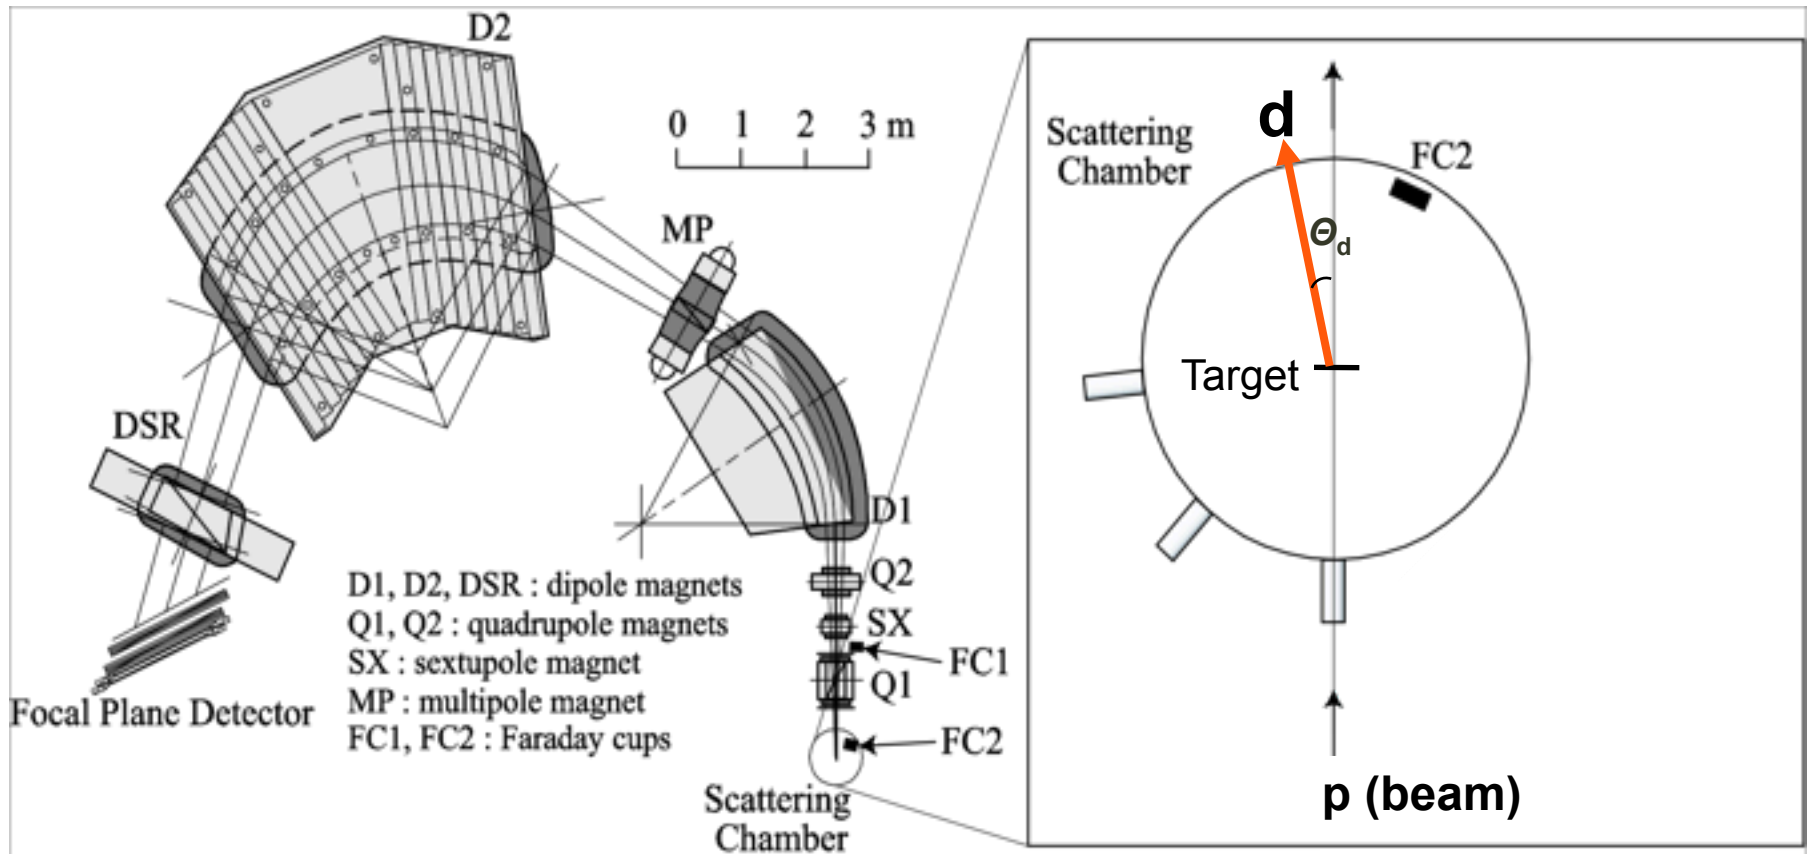 D2
0 1 2 3 m
MP
DSR
D1
D1, D2, DSR : dipole magnets
Q1, Q2 : quadrupole magnets
SX : sextupole magnet
MP : multipole magnet
FC1, FC2 : Faraday cups
Q2
SX
FC1
Q1
FC2
Focal Plane Detector
Scattering
Chamber
Scattering
Chamber
d
FC2
Θd
Target
p (beam)